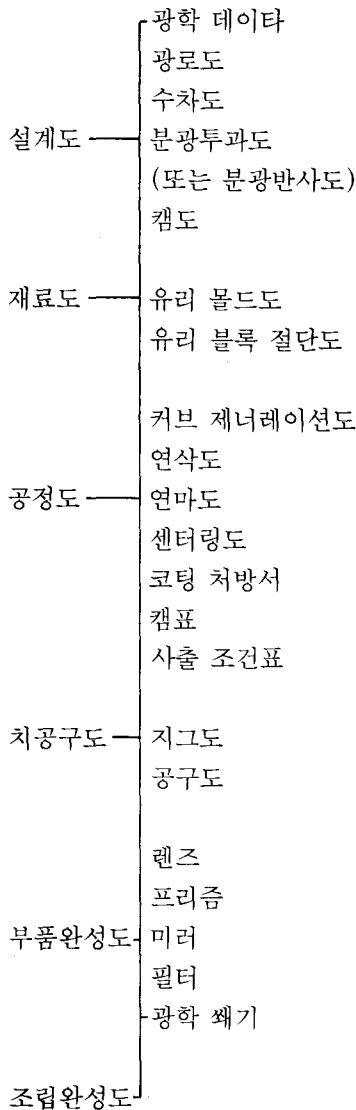 광학 데이타
광로도
수차도
설계도 분광투과도
(또는 분광반사도)
캠도
재료도 유리 몰드도
유리 블록 절단도
커브 제너레이션도
연삭도
공정도 연마도
센터링도
코팅 처방서
캠표
사출 조건표
치공구도 지그도
공구도
렌즈
프리즘
부품완성도 미러
필터
광학 쐐기
조립완성도